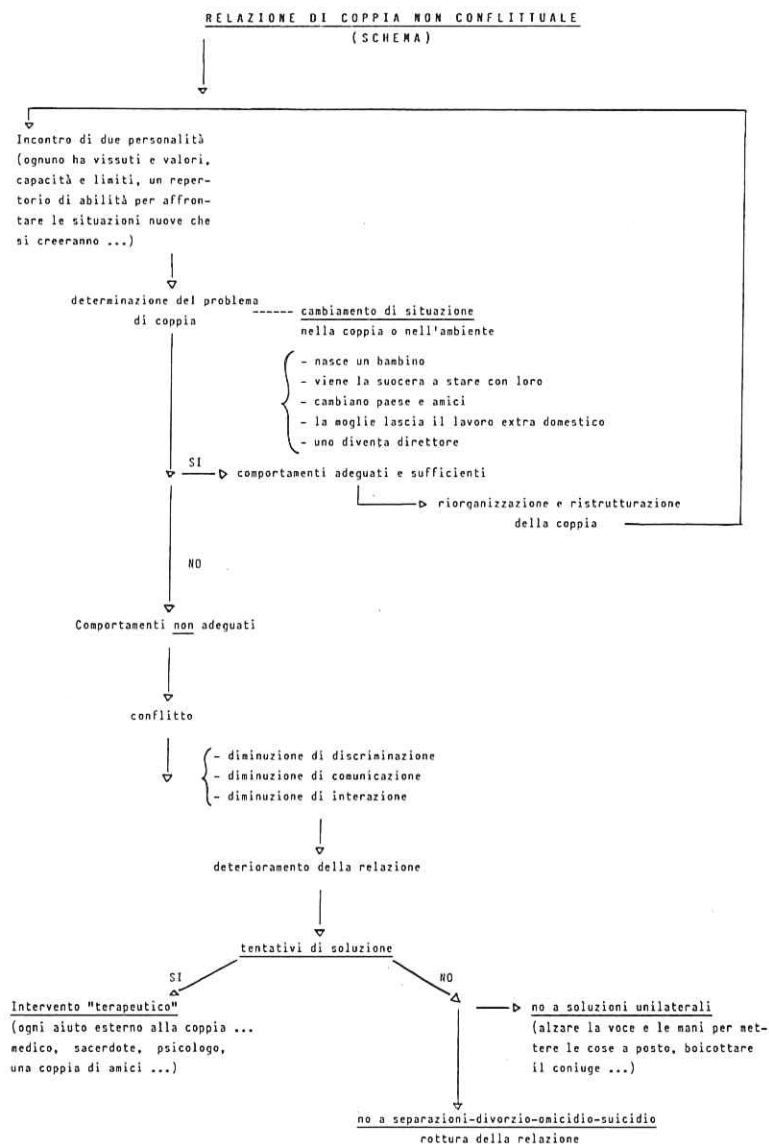 RELAZIONE DI COPPIA NON CONFLITTUALE
(SCHEMA)
Incontro di due personalità
(ognuno ha vissuti e valori,
capacità e limiti, un reper-
torio di abilità per affron-
tare le situazioni nuove che
si creeranno ...)
determinazione del problema
di coppia
------ cambiamento di situazione
nella coppia o nell'ambiente
- nasce un bambino
- viene la suocera a stare con loro
- cambiano paese e amici
- la moglie lascia il lavoro extra domestico
- uno diventa direttore
SI
comportamenti adeguati e sufficienti
riorganizzazione e ristrutturazione
della coppia
NO
Comportamenti non adeguati
conflitto
- diminuzione di discriminazione
- diminuzione di comunicazione
- diminuzione di interazione
deterioramento della relazione
tentativi di soluzione
SI
NO
Intervento "terapeutico"
(ogni aiuto esterno alla coppia ...
medico, sacerdote, psicologo,
una coppia di amici ...)
no a soluzioni unilaterali
(alzare la voce e le mani per met-
tere le cose a posto, boicottare
il coniuge ...)
no a separazioni-divorzio-omicidio-suicidio
rottura della relazione